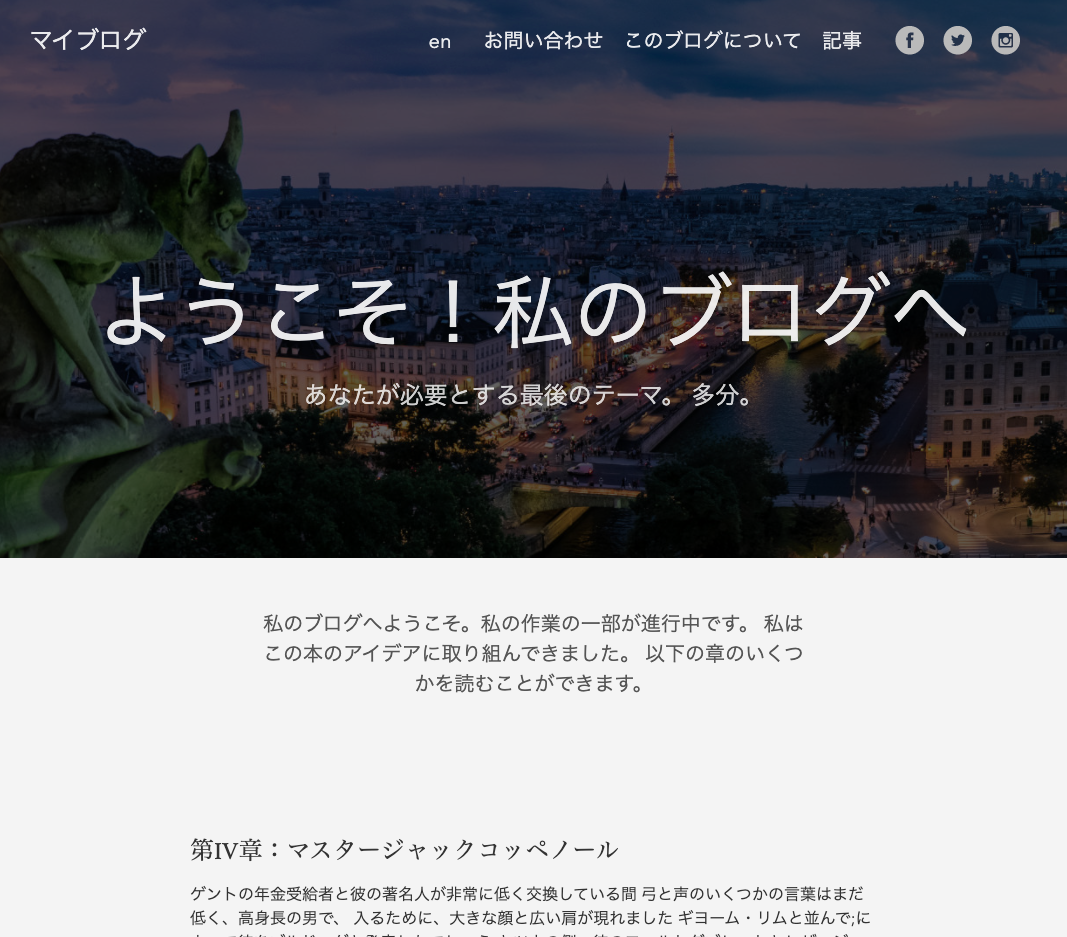 マイブログ
en お問い合わせ このブログについて 記事
ようこそ！私のブログへ
あなたが必要とする最後のテーマ。 多分。
私のブログへようこそ。私の作業の一部が進行中です。 私は
この本のアイデアに取り組んできました。 以下の章のいくつ
かを読むことができます。
第IV章：マスタージャックコッペノール
ゲントの年金受給者と彼の著名人が非常に低く交換している間 弓と声のいくつかの言葉はまだ
低く、高身長の男で、 入るために、大きな顔と広い肩が現れました ギヨーム・リムと並んで;に